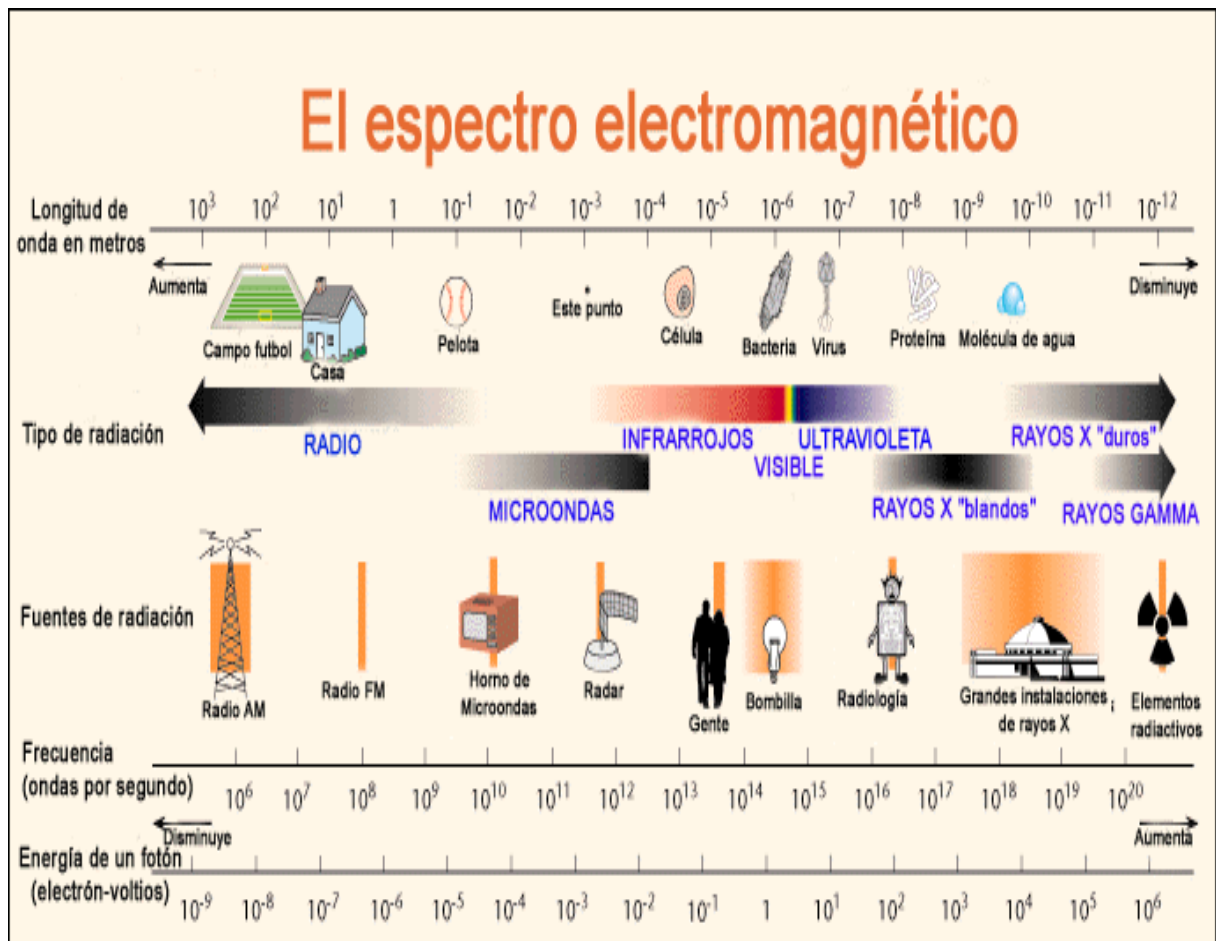 El espectro electromagnético
Longitud de
onda en metros
10³ 10² 10¹ 1 10⁻¹ 10⁻² 10⁻³ 10⁻⁴ 10⁻⁵ 10⁻⁶ 10⁻⁷ 10⁻⁸ 10⁻⁹ 10⁻¹⁰ 10⁻¹¹ 10⁻¹²
Aumenta
Disminuye
Campo futbol
Casa
Pelota
Este punto
Célula
Bacteria
Virus
Proteína
Molécula de agua
Tipo de radiación
RADIO
INFRARROJOS
VISIBLE
ULTRAVIOLETA
RAYOS X "duros"
MICROONDAS
RAYOS X "blandos"
RAYOS GAMMA
Fuentes de radiación
Radio AM
Radio FM
Horno de
Microondas
Radar
Gente
Bombilla
Radiología
Grandes instalaciones ¡
de rayos X
Elementos
radiactivos
Frecuencia
(ondas por segundo)
10⁶ 10⁷ 10⁸ 10⁹ 10¹⁰ 10¹¹ 10¹² 10¹³ 10¹⁴ 10¹⁵ 10¹⁶ 10¹⁷ 10¹⁸ 10¹⁹ 10²⁰
Disminuye
Aumenta
Energía de un fotón
(electrón-voltios)
10⁻⁹ 10⁻⁸ 10⁻⁷ 10⁻⁶ 10⁻⁵ 10⁻⁴ 10⁻³ 10⁻² 10⁻¹ 1 10¹ 10² 10³ 10⁴ 10⁵ 10⁶